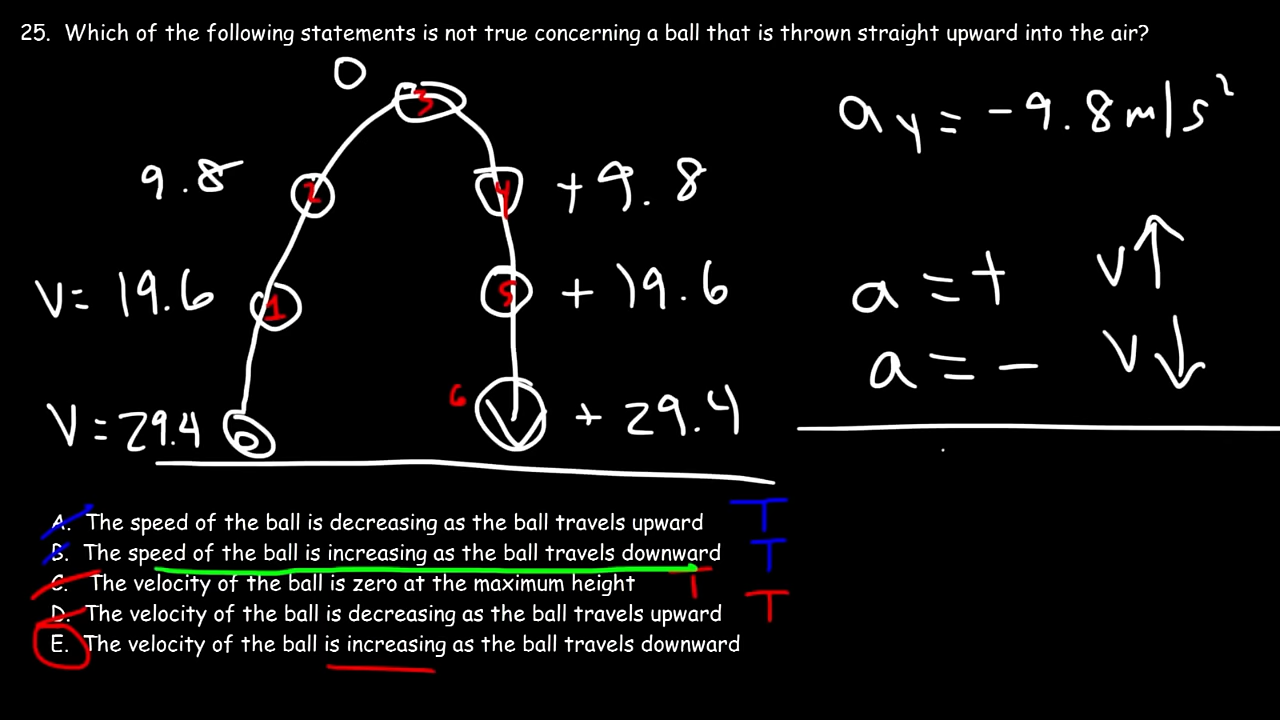 25. Which of the following statements is not true concerning a ball that is thrown straight upward into the air?
0
3
a y = -9.8 m/s²
9.8
2
4
+9.8
V= 19.6
1
5
+ 19.6
a = +
v↑
a = -
v↓
V = 29.4
0
6
+ 29.4
A. The speed of the ball is decreasing as the ball travels upward T
B. The speed of the ball is increasing as the ball travels downward T
C. The velocity of the ball is zero at the maximum height T
D. The velocity of the ball is decreasing as the ball travels upward T
E. The velocity of the ball is increasing as the ball travels downward